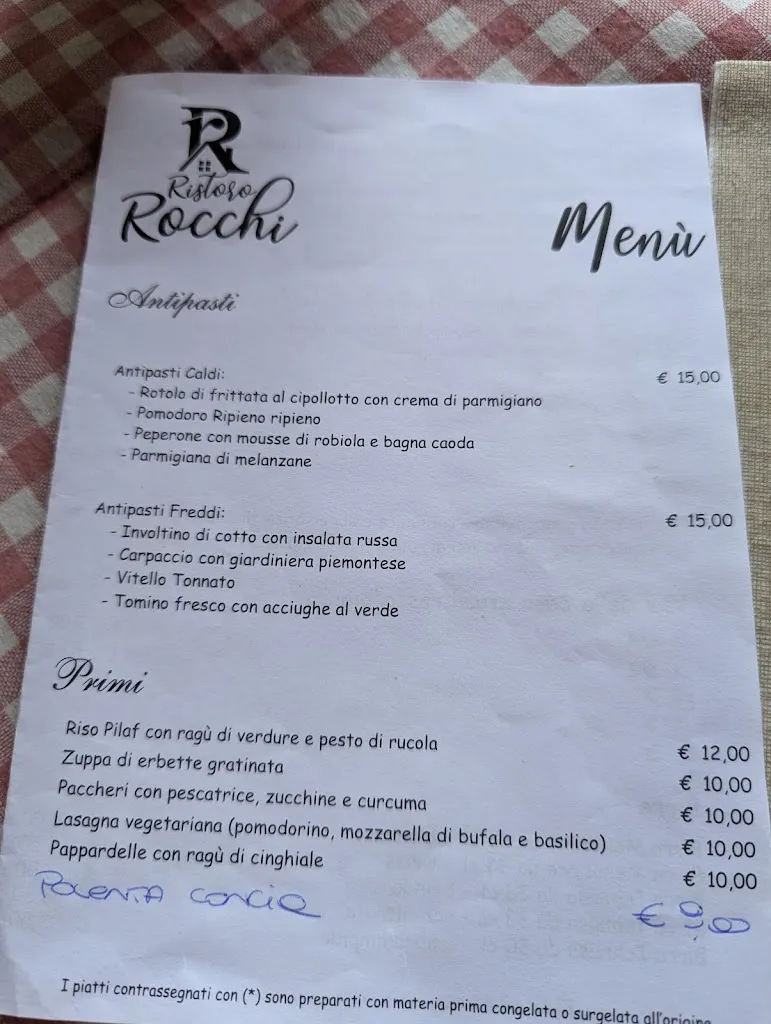 R
Ristoro
Rocchi
Menù
Antipasti
Antipasti Caldi: € 15,00
- Rotolo di frittata al cipollotto con crema di parmigiano
- Pomodoro Ripieno ripieno
- Peperone con mousse di robiola e bagna caoda
- Parmigiana di melanzane
Antipasti Freddi: € 15,00
- Involtino di cotto con insalata russa
- Carpaccio con giardiniera piemontese
- Vitello Tonnato
- Tomino fresco con acciughe al verde
Primi
Riso Pilaf con ragù di verdure e pesto di rucola € 12,00
Zuppa di erbette gratinata € 10,00
Paccheri con pescatrice, zucchine e curcuma € 10,00
Lasagna vegetariana (pomodorino, mozzarella di bufala e basilico) € 10,00
Pappardelle con ragù di cinghiale € 10,00
POLENTA CONCIA € 9,00
I piatti contrassegnati con (*) sono preparati con materia prima congelata o surgelata all'origine